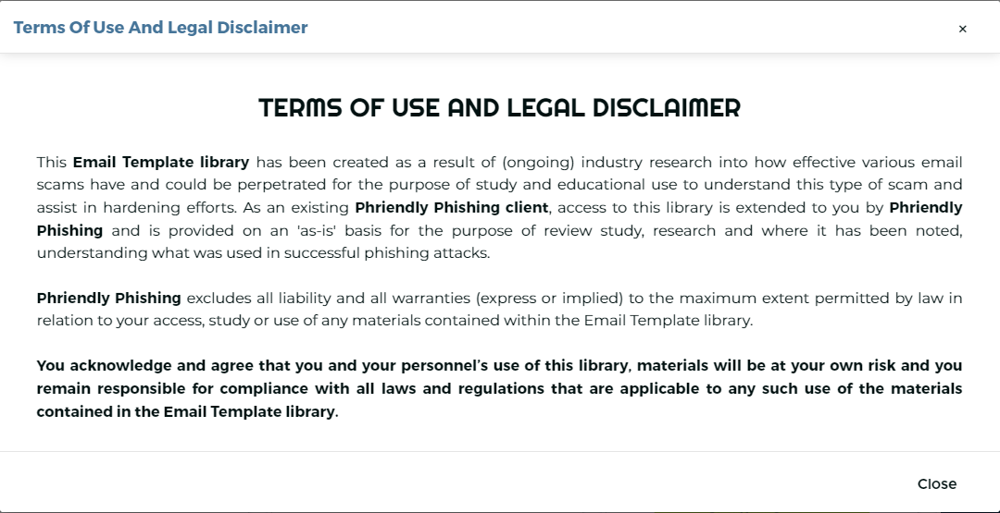 Terms Of Use And Legal Disclaimer
×
TERMS OF USE AND LEGAL DISCLAIMER
This Email Template library has been created as a result of (ongoing) industry research into how effective various email
scams have and could be perpetrated for the purpose of study and educational use to understand this type of scam and
assist in hardening efforts. As an existing Phriendly Phishing client, access to this library is extended to you by Phriendly
Phishing and is provided on an 'as-is' basis for the purpose of review study, research and where it has been noted,
understanding what was used in successful phishing attacks.
Phriendly Phishing excludes all liability and all warranties (express or implied) to the maximum extent permitted by law in
relation to your access, study or use of any materials contained within the Email Template library.
You acknowledge and agree that you and your personnel's use of this library, materials will be at your own risk and you
remain responsible for compliance with all laws and regulations that are applicable to any such use of the materials
contained in the Email Template library.
Close